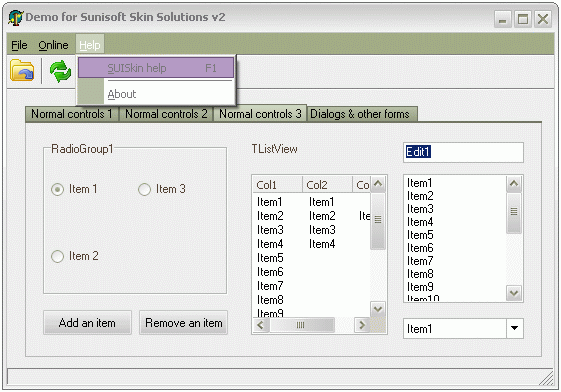 Demo for Sunisoft Skin Solutions v2
File Online Help
SUISkin help F1
About
Normal controls 1 Normal controls 2 Normal controls 3 Dialogs & other forms
RadioGroup1 TListView Edit1
Item 1 Item 3
Item 2
Col1 Col2 Co
Item1 Item1
Item2 Item2 Ite
Item3 Item3
Item4 Item4
Item5
Item6
Item7
Item8
Item9
Item1
Item2
Item3
Item4
Item5
Item6
Item7
Item8
Item9
Item10
Add an item Remove an item Item1